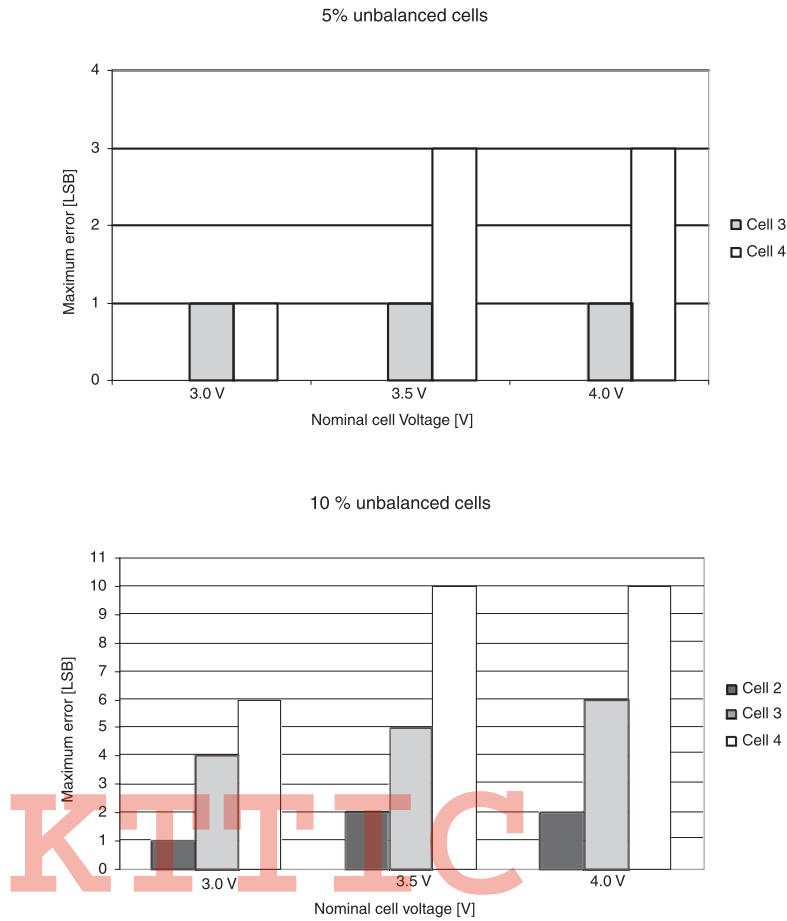 5% unbalanced cells
4
3
2
1
0
Maximum error [LSB]
3.0 V 3.5 V 4.0 V
Nominal cell Voltage [V]
Cell 3
Cell 4
10 % unbalanced cells
11
10
9
8
7
6
5
4
3
2
1
0
Maximum error [LSB]
3.0 V 3.5 V 4.0 V
Nominal cell voltage [V]
Cell 2
Cell 3
Cell 4
KTTIC